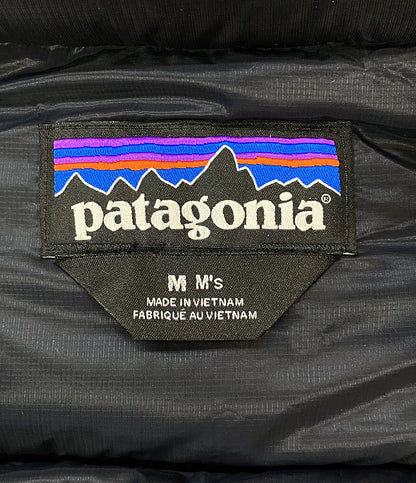 patagonia®
M M's
MADE IN VIETNAM
FABRIQUÉ AU VIETNAM